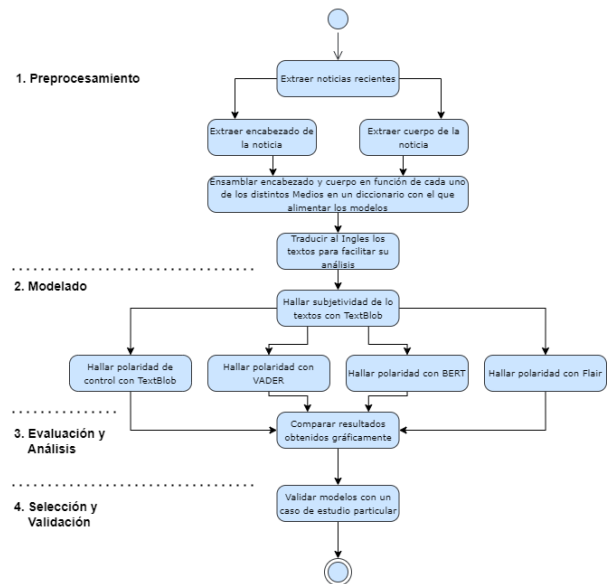 1. Preprocesamiento
Extraer noticias recientes
Extraer encabezado de
la noticia
Extraer cuerpo de la
noticia
Ensamblar encabezado y cuerpo en función de cada uno
de los distintos Medios en un diccionario con el que
alimentar los modelos
Traducir al Ingles los
textos para facilitar su
análisis
2. Modelado
Hallar subjetividad de lo
textos con TextBlob
Hallar polaridad de
control con TextBlob
Hallar polaridad con
VADER
Hallar polaridad con BERT
Hallar polaridad con Flair
3. Evaluación y
Análisis
Comparar resultados
obtenidos gráficamente
4. Selección y
Validación
Validar modelos con un
caso de estudio particular